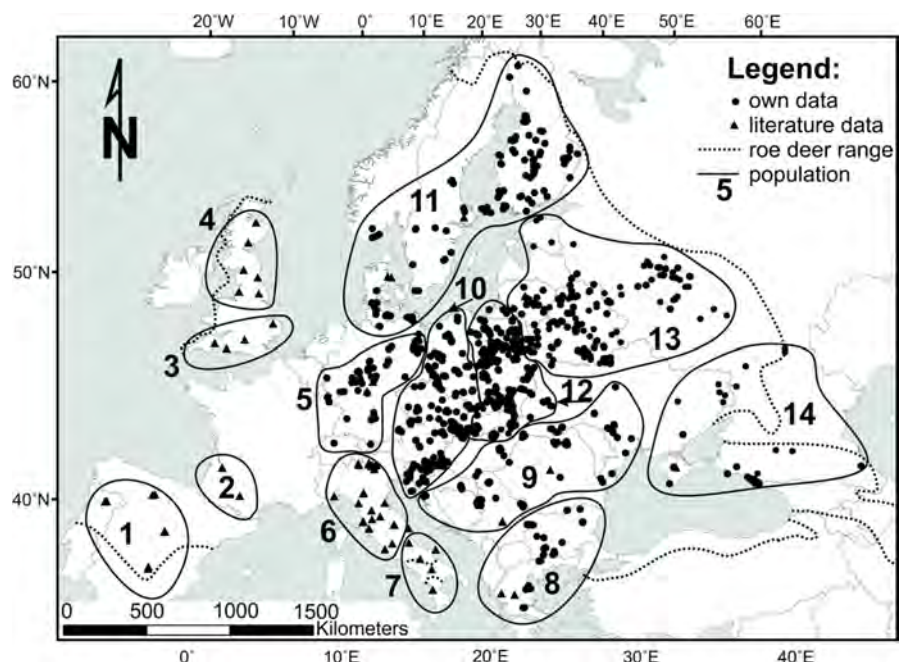 20°W 10°W 0° 10°E 20°E 30°E 40°E 50°E 60°E
60°N
50°N
40°N
N
Legend:
own data
literature data
roe deer range
5 population
11
4
10
3
13
5
12
14
9
2
1
6
7
8
0 500 1000 1500
Kilometers
0° 10°E 20°E 30°E 40°E